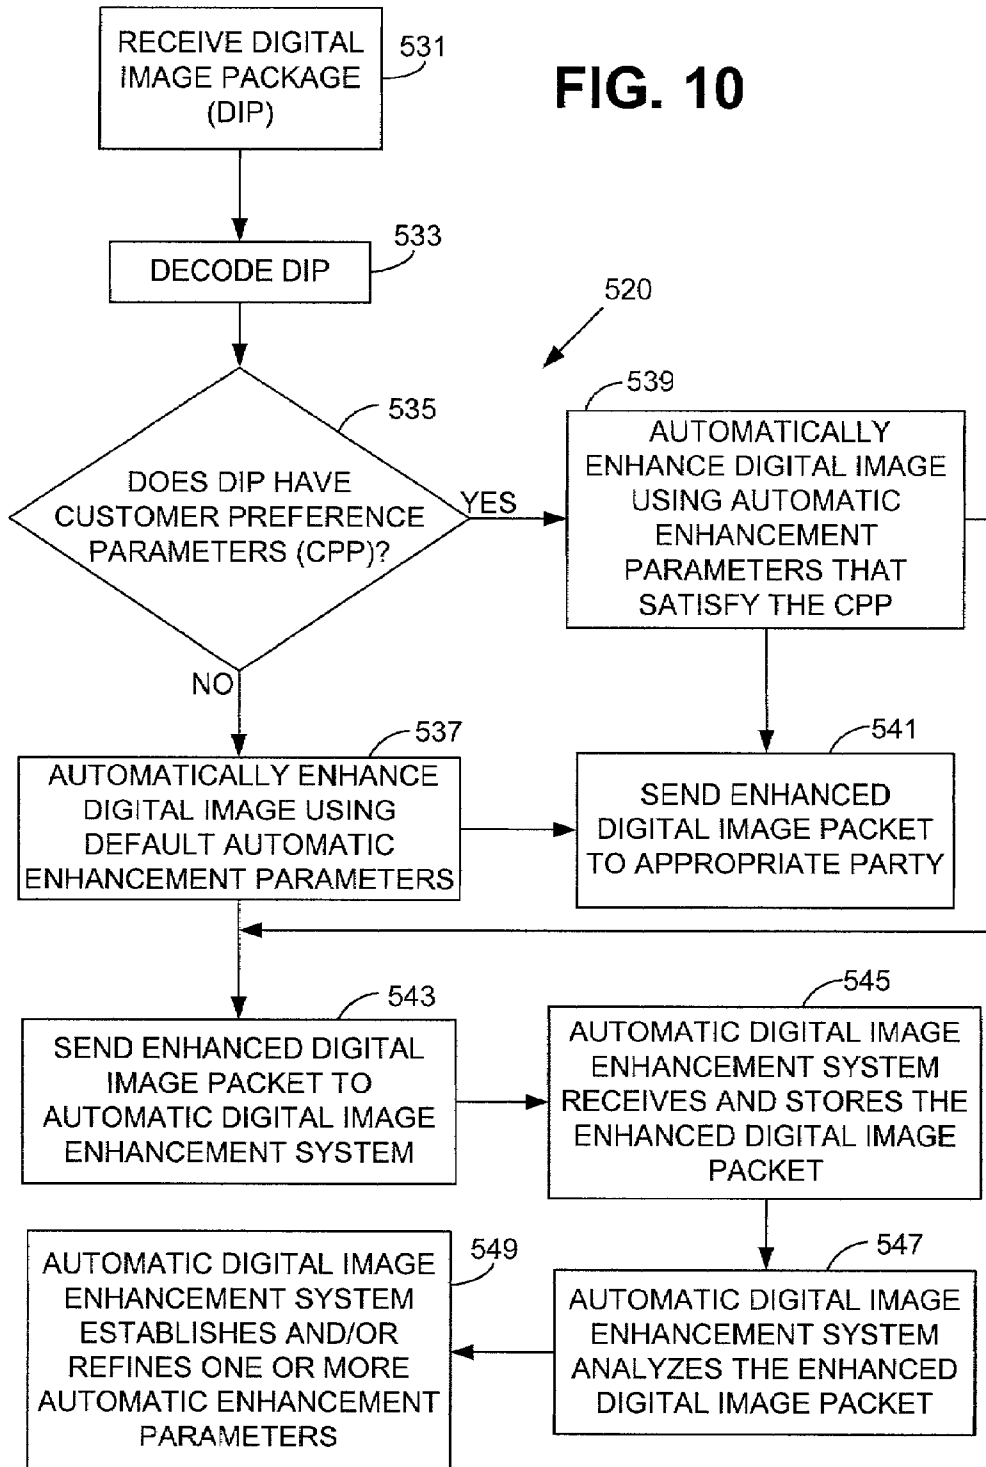 RECEIVE DIGITAL
IMAGE PACKAGE
(DIP)
531
FIG. 10
DECODE DIP
533
520
DOES DIP HAVE
CUSTOMER PREFERENCE
PARAMETERS (CPP)?
535
YES
NO
539
AUTOMATICALLY
ENHANCE DIGITAL IMAGE
USING AUTOMATIC
ENHANCEMENT
PARAMETERS THAT
SATISFY THE CPP
537
AUTOMATICALLY ENHANCE
DIGITAL IMAGE USING
DEFAULT AUTOMATIC
ENHANCEMENT PARAMETERS
541
SEND ENHANCED
DIGITAL IMAGE PACKET
TO APPROPRIATE PARTY
543
SEND ENHANCED DIGITAL
IMAGE PACKET TO
AUTOMATIC DIGITAL IMAGE
ENHANCEMENT SYSTEM
545
AUTOMATIC DIGITAL IMAGE
ENHANCEMENT SYSTEM
RECEIVES AND STORES THE
ENHANCED DIGITAL IMAGE
PACKET
547
AUTOMATIC DIGITAL IMAGE
ENHANCEMENT SYSTEM
ANALYZES THE ENHANCED
DIGITAL IMAGE PACKET
549
AUTOMATIC DIGITAL IMAGE
ENHANCEMENT SYSTEM
ESTABLISHES AND/OR
REFINES ONE OR MORE
AUTOMATIC ENHANCEMENT
PARAMETERS